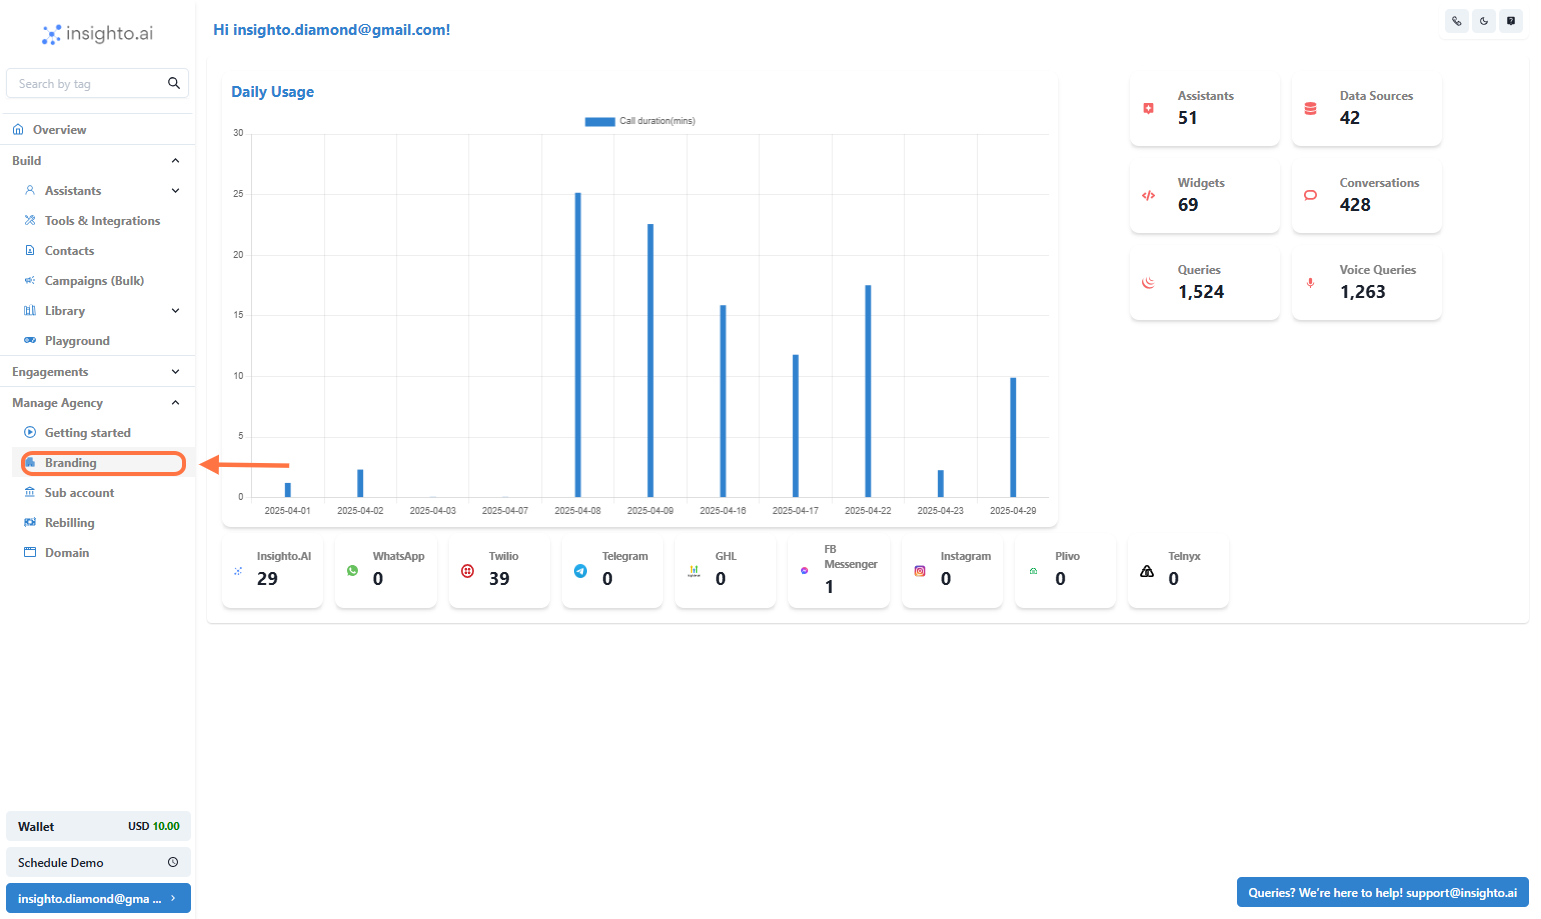 insighto.ai
Search by tag
Overview
Build
Assistants
Tools & Integrations
Contacts
Campaigns (Bulk)
Library
Playground
Engagements
Manage Agency
Getting started
Branding
Sub account
Rebilling
Domain
Wallet USD 10.00
Schedule Demo
insighto.diamond@gma ...
Hi insighto.diamond@gmail.com!
Daily Usage
Call duration(mins)
30
25
20
15
10
5
0
2025-04-01 2025-04-02 2025-04-03 2025-04-07 2025-04-08 2025-04-09 2025-04-16 2025-04-17 2025-04-22 2025-04-23 2025-04-29
Assistants
51
Data Sources
42
Widgets
69
Conversations
428
Queries
1,524
Voice Queries
1,263
Insighto.AI
29
WhatsApp
0
Twilio
39
Telegram
0
GHL
0
FB
Messenger
1
Instagram
0
Plivo
0
Telnyx
0
Queries? We're here to help! support@insighto.ai